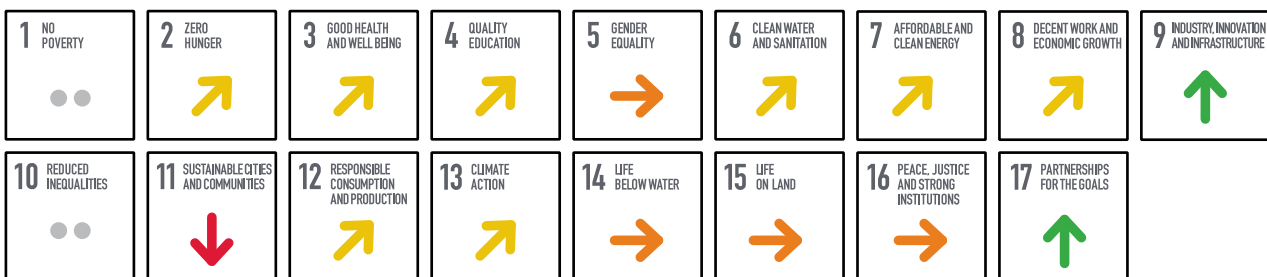 1 NO
POVERTY
2 ZERO
HUNGER
3 GOOD HEALTH
AND WELL BEING
4 QUALITY
EDUCATION
5 GENDER
EQUALITY
6 CLEAN WATER
AND SANITATION
7 AFFORDABLE AND
CLEAN ENERGY
8 DECENT WORK AND
ECONOMIC GROWTH
9 INDUSTRY, INNOVATION
AND INFRASTRUCTURE
10 REDUCED
INEQUALITIES
11 SUSTAINABLE CITIES
AND COMMUNITIES
12 RESPONSIBLE
CONSUMPTION
AND PRODUCTION
13 CLIMATE
ACTION
14 LIFE
BELOW WATER
15 LIFE
ON LAND
16 PEACE, JUSTICE
AND STRONG
INSTITUTIONS
17 PARTNERSHIPS
FOR THE GOALS